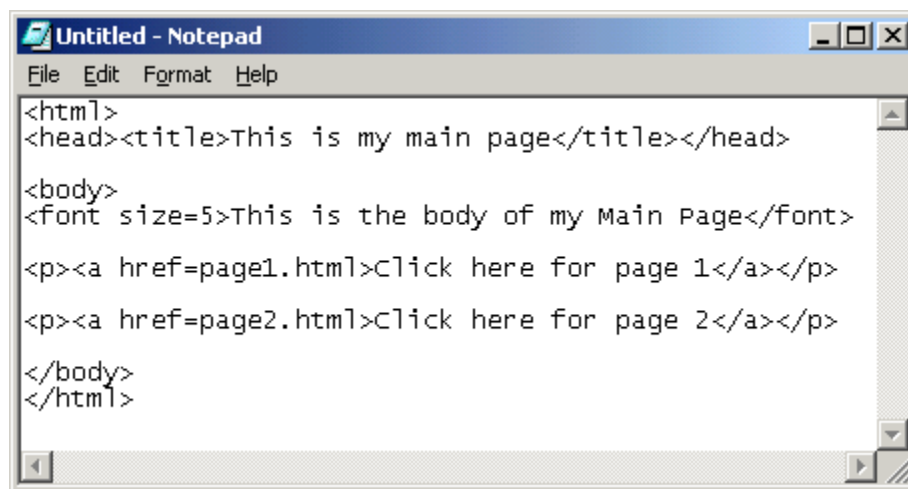 Untitled - Notepad
File Edit Format Help
<html>
<head><title>This is my main page</title></head>
<body>
<font size=5>This is the body of my Main Page</font>
<p><a href=page1.html>Click here for page 1</a></p>
<p><a href=page2.html>Click here for page 2</a></p>
</body>
</html>